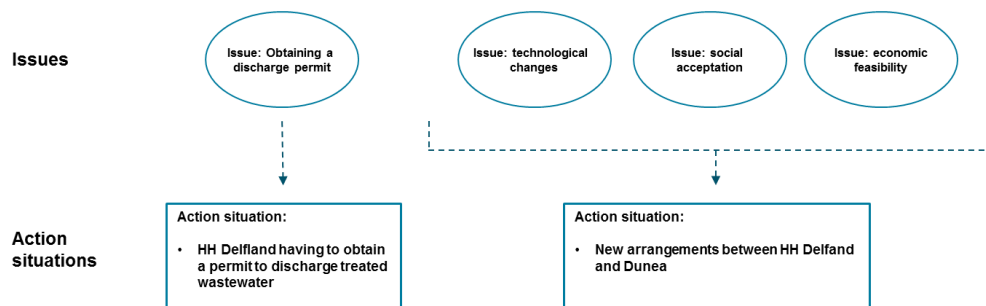 Issues
Issue: Obtaining a
discharge permit
Issue: technological
changes
Issue: social
acceptation
Issue: economic
feasibility
Action
situations
Action situation:
• HH Delfland having to obtain
a permit to discharge treated
wastewater
Action situation:
• New arrangements between HH Delfand
and Dunea